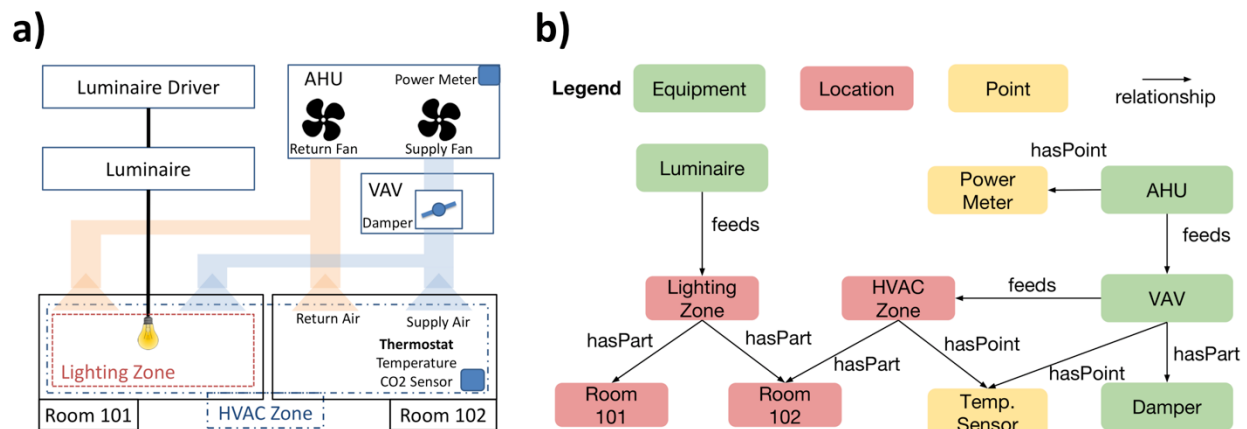 a)
Luminaire Driver
Luminaire
AHU
Power Meter
Return Fan
Supply Fan
VAV
Damper
Return Air
Supply Air
Thermostat
Temperature
CO2 Sensor
Lighting Zone
Room 101
HVAC Zone
Room 102
b)
Legend
Equipment
Location
Point
relationship
Luminaire
hasPoint
Power
Meter
AHU
feeds
feeds
Lighting
Zone
HVAC
Zone
feeds
VAV
hasPart
hasPart
hasPart
hasPoint
hasPoint
hasPart
Room
101
Room
102
Temp.
Sensor
Damper